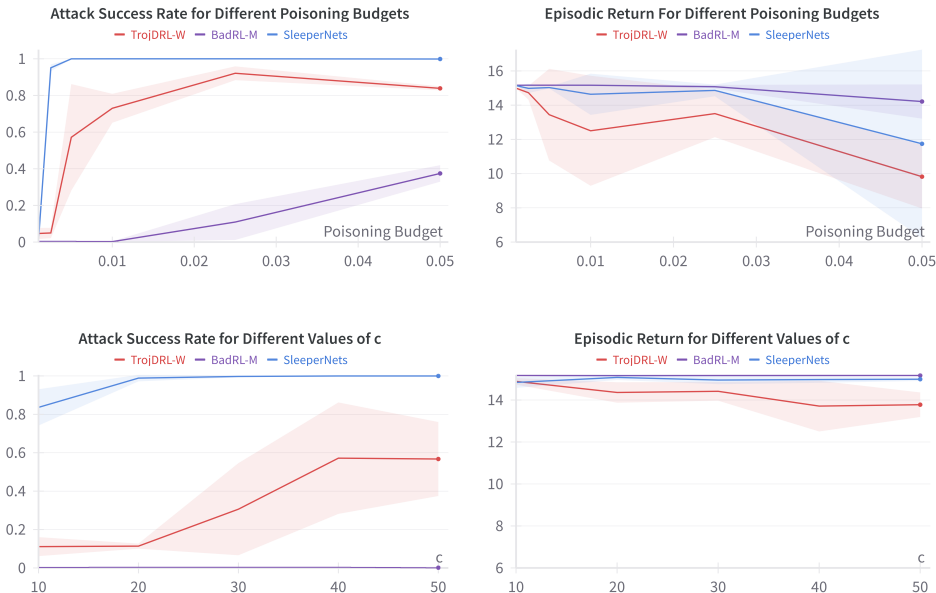 Attack Success Rate for Different Poisoning Budgets
TrojDRL-W BadRL-M SleeperNets
1
0.8
0.6
0.4
0.2
0
Poisoning Budget
0.01 0.02 0.03 0.04 0.05
Episodic Return For Different Poisoning Budgets
TrojDRL-W BadRL-M SleeperNets
16
14
12
10
8
6
Poisoning Budget
0.01 0.02 0.03 0.04 0.05
Attack Success Rate for Different Values of c
TrojDRL-W BadRL-M SleeperNets
1
0.8
0.6
0.4
0.2
0
c
10 20 30 40 50
Episodic Return for Different Values of c
TrojDRL-W BadRL-M SleeperNets
14
12
10
8
6
c
10 20 30 40 50